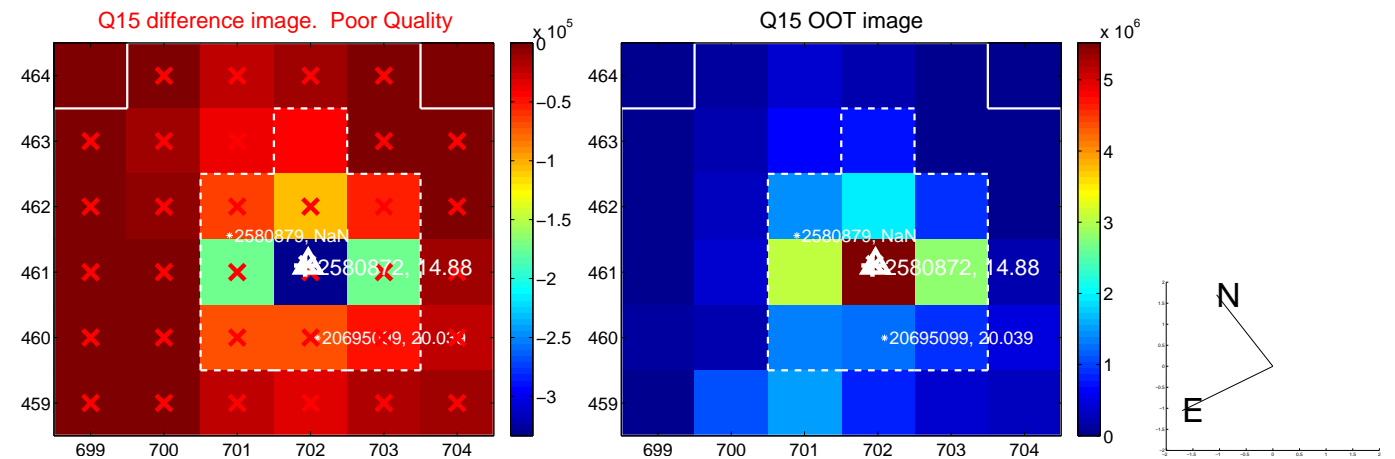 Q15 difference image. Poor Quality
Q15 OOT image
x 10^5
x 10^6
464
463
462
461
460
459
699 700 701 702 703 704
0
−0.5
−1
−1.5
−2
−2.5
−3
2580879, NaN
2580872, 14.88
20695099, 20.039
464
463
462
461
460
459
699 700 701 702 703 704
5
4
3
2
1
0
2580879, NaN
2580872, 14.88
20695099, 20.039
N
E